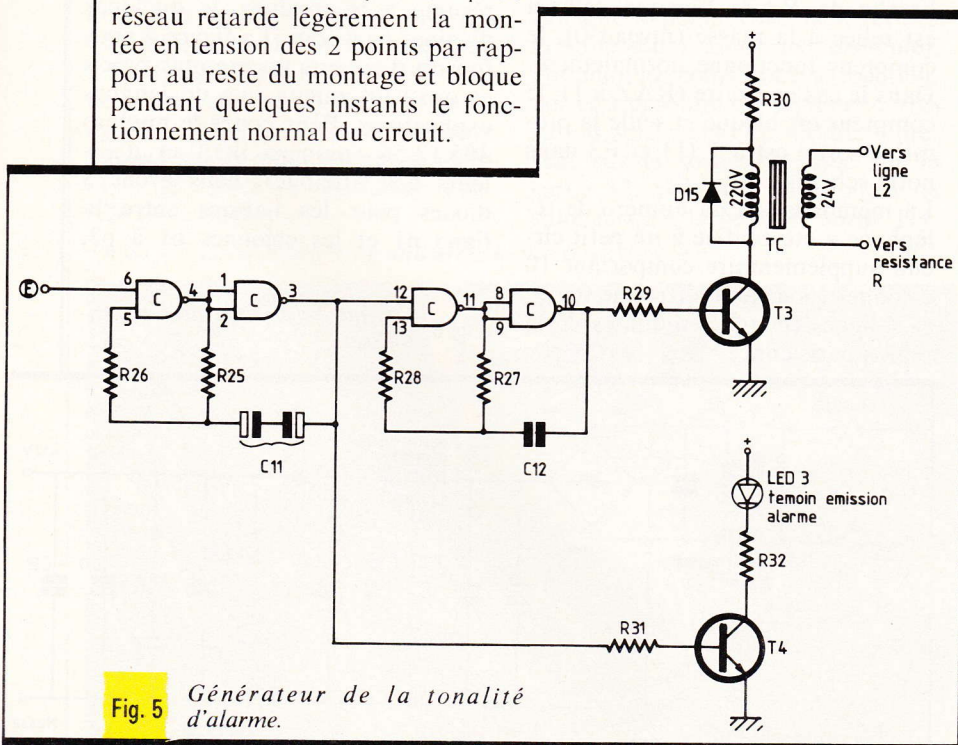 réseau retarde légèrement la mon-
tée en tension des 2 points par rap-
port au reste du montage et bloque
pendant quelques instants le fonc-
tionnement normal du circuit.
+
R30
D15
220V
24V
TC
Vers
ligne
L2
Vers
resistance
R
E
6
5
C
4
1
2
C
3
12
13
C
11
8
9
C
10
R29
T3
R26
R25
R28
R27
C11
C12
+
LED 3
temoin emission
alarme
R32
R31
T4
Fig. 5
Générateur de la tonalité
d'alarme.